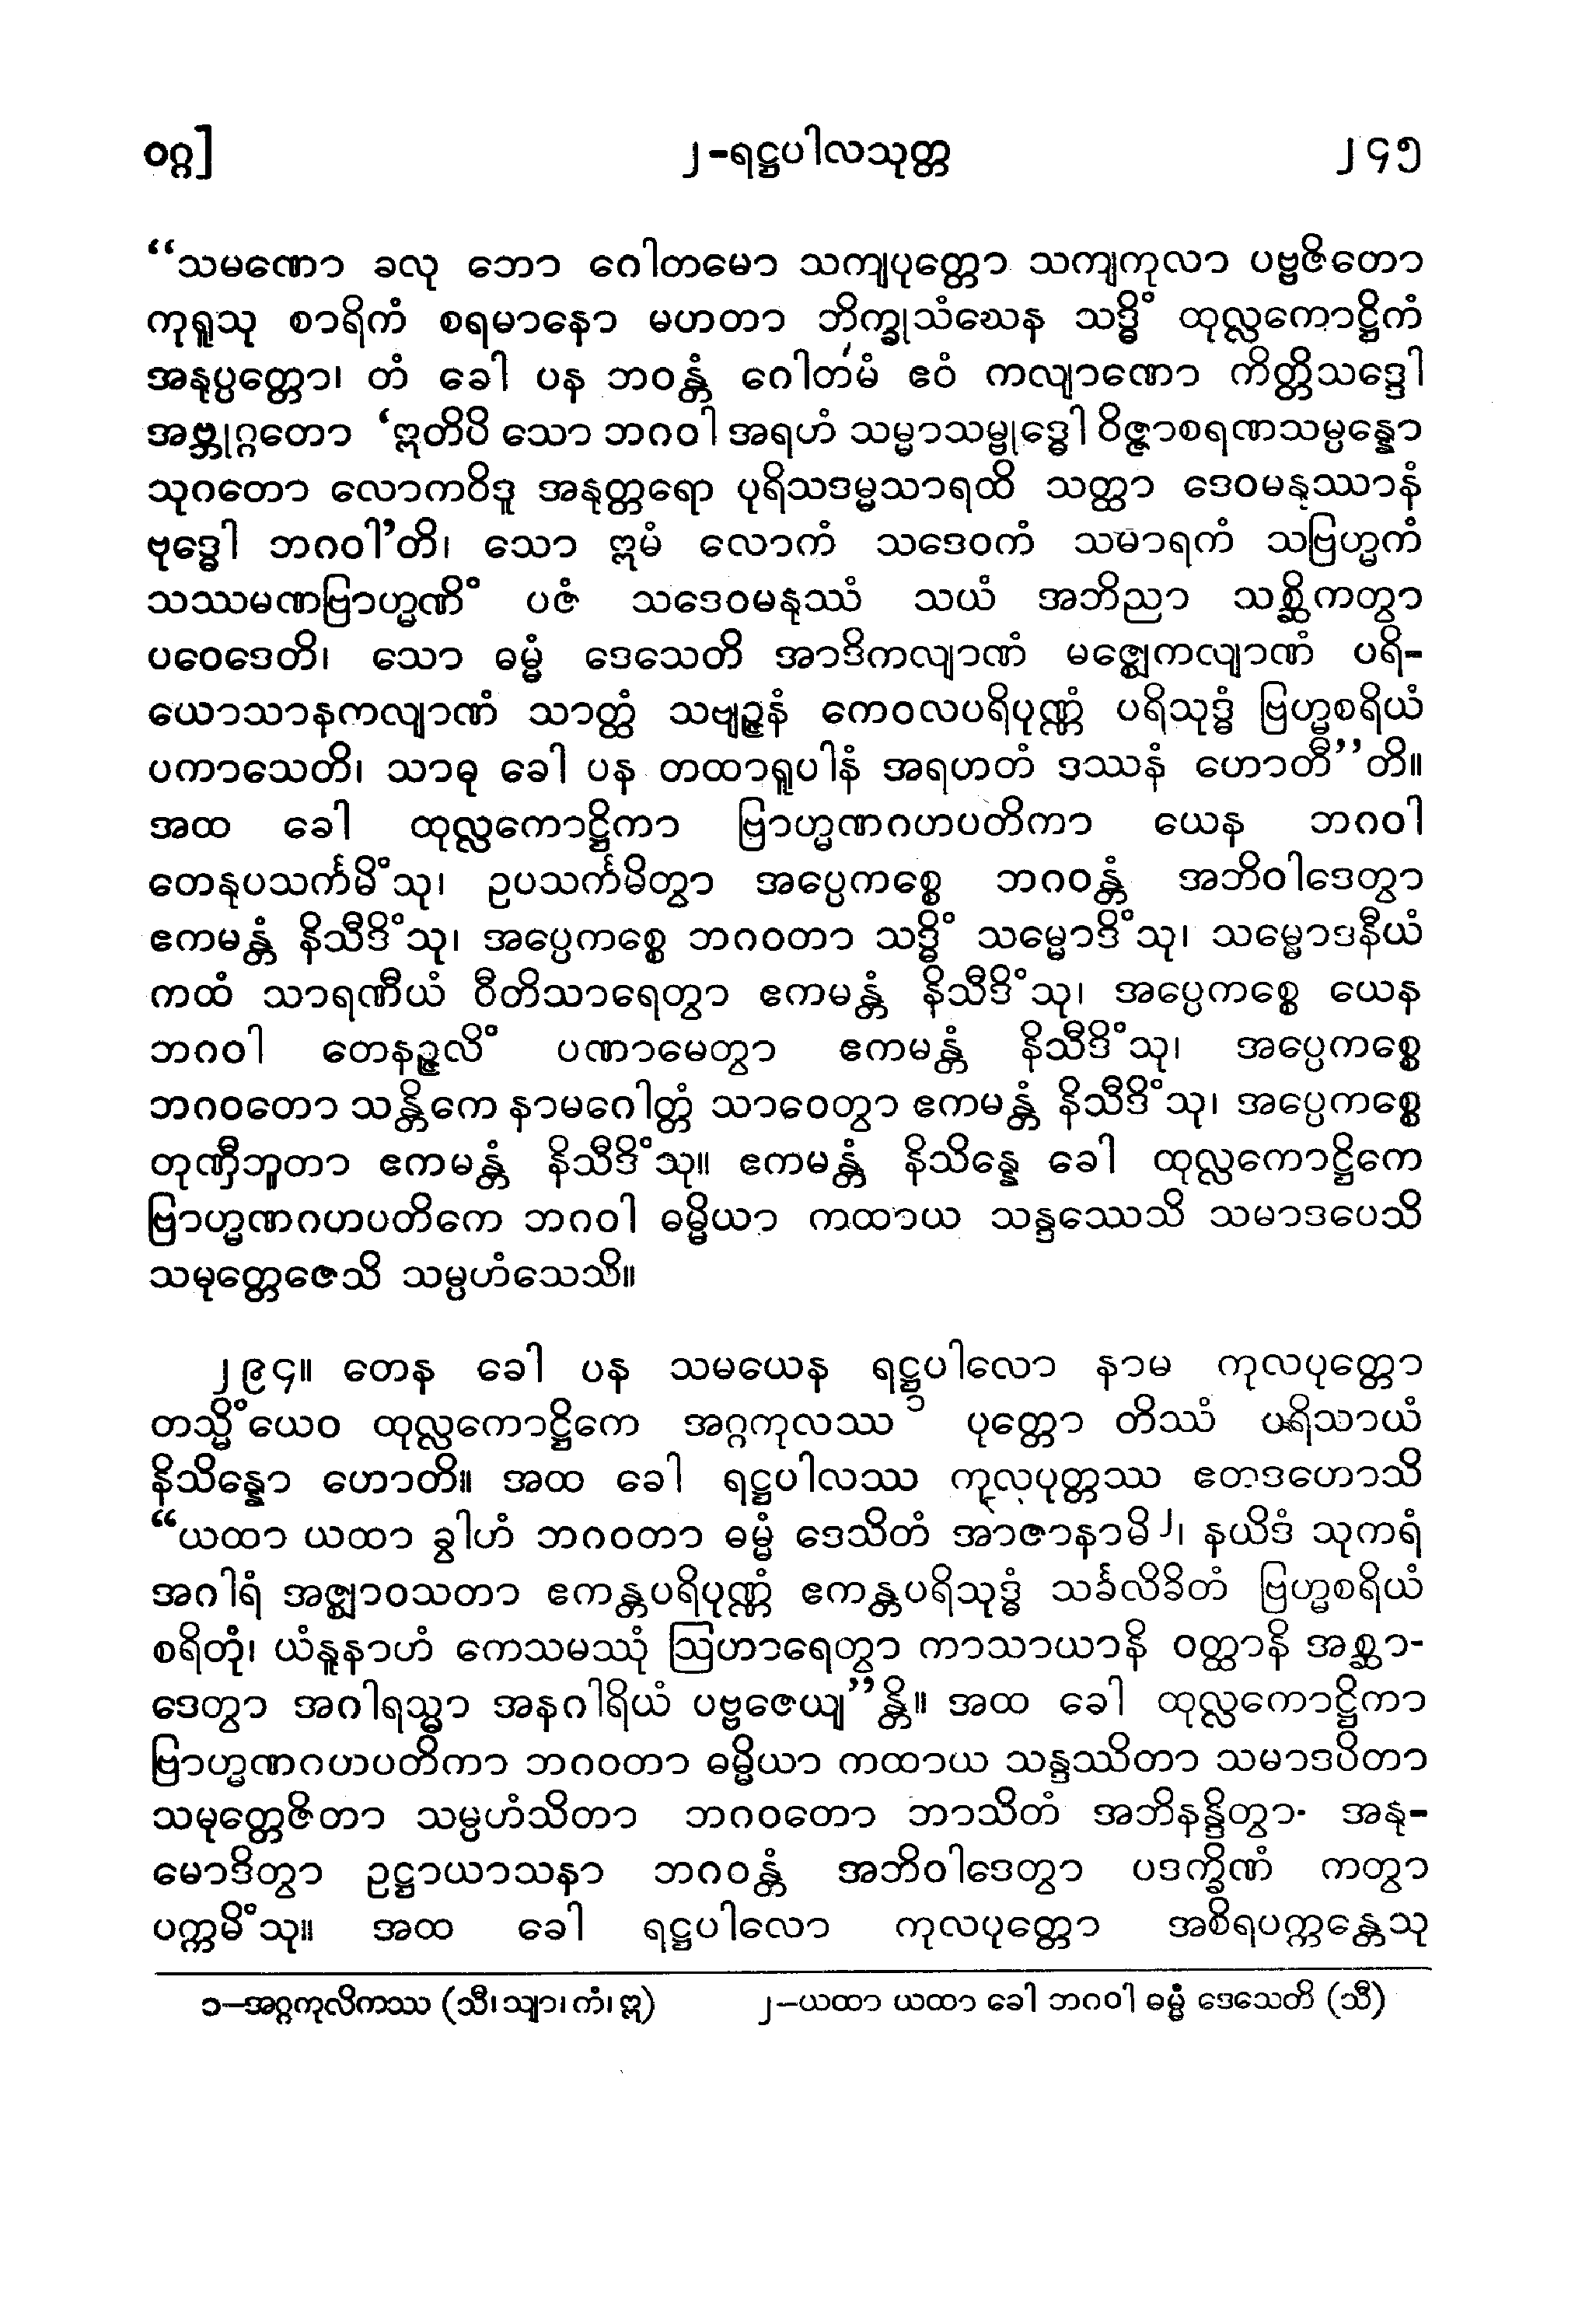 ဝဂ္ဂ] ၂-ရဋ္ဌပါလသုတ္တ ၂၄၅
“သမဏော ခလု ဘော ဂေါတမော သကျပုတ္တော သကျကုလာ ပဗ္ဗဇိတော
ကုရူသု စာရိကံ စရမာနော မဟတာ ဘိက္ခုသံဃေန သဒ္ဓိံ ထုလ္လကောဋ္ဌိကံ
အနုပ္ပတ္တော၊ တံ ခေါ ပန ဘဝန္တံ ဂေါတမံ ဧဝံ ကလျာဏော ကိတ္တိသဒ္ဒေါ
အဗ္ဘုဂ္ဂတော ‘ဣတိပိ သော ဘဂဝါ အရဟံ သမ္မာသမ္ဗုဒ္ဓေါ ဝိဇ္ဇာစရဏသမ္ပန္နော
သုဂတော လောကဝိဒူ အနုတ္တရော ပုရိသဒမ္မသာရထိ သတ္ထာ ဒေဝမနုဿာနံ
ဗုဒ္ဓေါ ဘဂဝါ’တိ၊ သော ဣမံ လောကံ သဒေဝကံ သမာရကံ သဗြဟ္မကံ
သဿမဏဗြာဟ္မဏိံ ပဇံ သဒေဝမနုဿံ သယံ အဘိညာ သစ္ဆိကတွာ
ပဝေဒေတိ၊ သော ဓမ္မံ ဒေသေတိ အာဒိကလျာဏံ မဇ္ဈေကလျာဏံ ပရိ-
ယောသာနကလျာဏံ သာတ္ထံ သဗျဉ္ဇနံ ကေဝလပရိပုဏ္ဏံ ပရိသုဒ္ဓံ ဗြဟ္မစရိယံ
ပကာသေတိ၊ သာဓု ခေါ ပန တထာရူပါနံ အရဟတံ ဒဿနံ ဟောတီ”တိ။
အထ ခေါ ထုလ္လကောဋ္ဌိကာ ဗြာဟ္မဏဂဟပတိကာ ယေန ဘဂဝါ
တေနုပသင်္ကမိံသု၊ ဥပသင်္ကမိတွာ အပ္ပေကစ္စေ ဘဂဝန္တံ အဘိဝါဒေတွာ
ဧကမန္တံ နိသီဒိံသု၊ အပ္ပေကစ္စေ ဘဂဝတာ သဒ္ဓိံ သမ္မောဒိံသု၊ သမ္မောဒနီယံ
ကထံ သာရဏီယံ ဝီတိသာရေတွာ ဧကမန္တံ နိသီဒိံသု၊ အပ္ပေကစ္စေ ယေန
ဘဂဝါ တေနဉ္ဇလိံ ပဏာမေတွာ ဧကမန္တံ နိသီဒိံသု၊ အပ္ပေကစ္စေ
ဘဂဝတော သန္တိကေ နာမဂေါတ္တံ သာဝေတွာ ဧကမန္တံ နိသီဒိံသု၊ အပ္ပေကစ္စေ
တုဏှီဘူတာ ဧကမန္တံ နိသီဒိံသု။ ဧကမန္တံ နိသိန္နေ ခေါ ထုလ္လကောဋ္ဌိကေ
ဗြာဟ္မဏဂဟပတိကေ ဘဂဝါ ဓမ္မိယာ ကထာယ သန္ဒဿေသိ သမာဒပေသိ
သမုတ္တေဇေသိ သမ္ပဟံသေသိ။
၂၉၄။ တေန ခေါ ပန သမယေန ရဋ္ဌပါလော နာမ ကုလပုတ္တော
တသ္မိံယေဝ ထုလ္လကောဋ္ဌိကေ အဂ္ဂကုလဿ ၁ ပုတ္တော တိဿံ ပရိသာယံ
နိသိန္နော ဟောတိ။ အထ ခေါ ရဋ္ဌပါလဿ ကုလပုတ္တဿ ဧတဒဟောသိ
“ယထာ ယထာ ခွါဟံ ဘဂဝတာ ဓမ္မံ ဒေသိတံ အာဇာနာမိ ၂၊ နယိဒံ သုကရံ
အဂါရံ အဇ္ဈာဝသတာ ဧကန္တပရိပုဏ္ဏံ ဧကန္တပရိသုဒ္ဓံ သင်္ခလိခိတံ ဗြဟ္မစရိယံ
စရိတုံ၊ ယံနူနာဟံ ကေသမဿုံ ဩဟာရေတွာ ကာသာယာနိ ဝတ္ထာနိ အစ္ဆာ-
ဒေတွာ အဂါရသ္မာ အနဂါရိယံ ပဗ္ဗဇေယျ”န္တိ။ အထ ခေါ ထုလ္လကောဋ္ဌိကာ
ဗြာဟ္မဏဂဟပတိကာ ဘဂဝတာ ဓမ္မိယာ ကထာယ သန္ဒဿိတာ သမာဒပိတာ
သမုတ္တေဇိတာ သမ္ပဟံသိတာ ဘဂဝတော ဘာသိတံ အဘိနန္ဒိတွာ အနု-
မောဒိတွာ ဥဋ္ဌာယာသနာ ဘဂဝန္တံ အဘိဝါဒေတွာ ပဒက္ခိဏံ ကတွာ
ပက္ကမိံသု။ အထ ခေါ ရဋ္ဌပါလော ကုလပုတ္တော အစိရပက္ကန္တေသု
၁—အဂ္ဂကုလိကဿ (သီ၊ သျာ၊ ကံ၊ ဣ) ၂—ယထာ ယထာ ခေါ ဘဂဝါ ဓမ္မံ ဒေသေတိ (သီ)